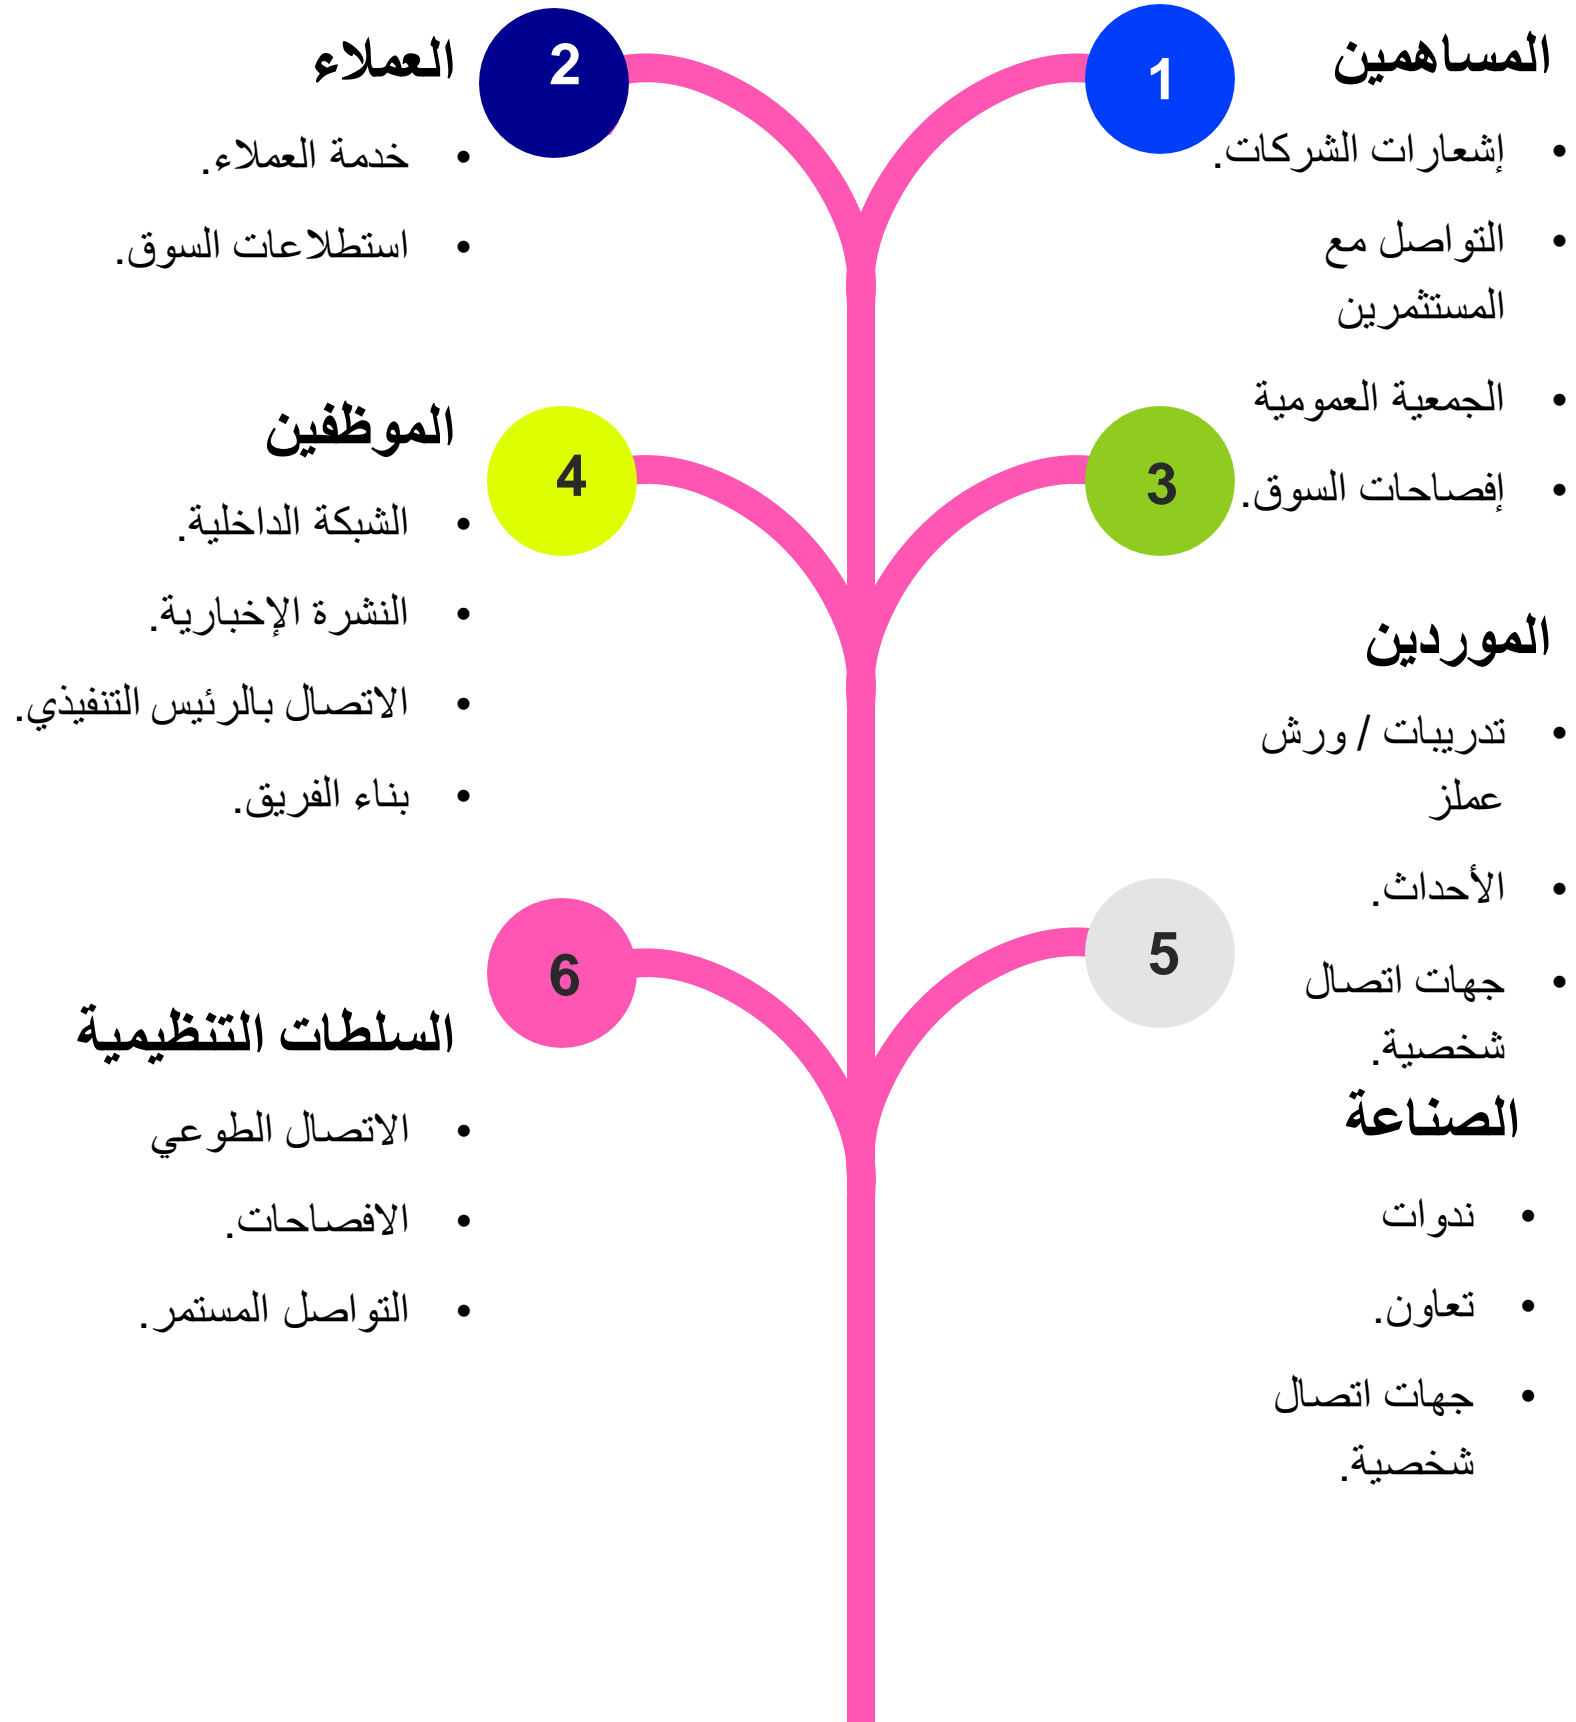 1
المساهمين
• إشعارات الشركات.
• التواصل مع
المستثمرين
• الجمعية العمومية
• إفصاحات السوق.
2
العملاء
• خدمة العملاء.
• استطلاعات السوق.
3
الموردين
• تدريبات / ورش
عملز
• الأحداث.
• جهات اتصال
شخصية.
4
الموظفين
• الشبكة الداخلية.
• النشرة الإخبارية.
• الاتصال بالرئيس التنفيذي.
• بناء الفريق.
5
الصناعة
• ندوات
• تعاون.
• جهات اتصال
شخصية.
6
السلطات التنظيمية
• الاتصال الطوعي
• الافصاحات.
• التواصل المستمر.